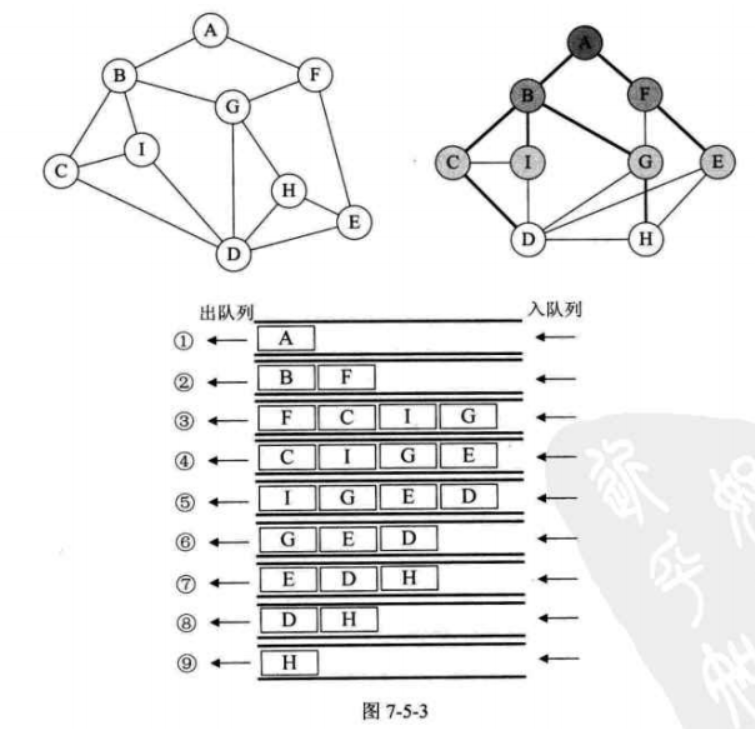 A A
B F B F
G
I C I G E
C
H
E
D D H
出队列 入队列
① A
② B F
③ F C I G
④ C I G E
⑤ I G E D
⑥ G E D
⑦ E D H
⑧ D H
⑨ H
图 7-5-3